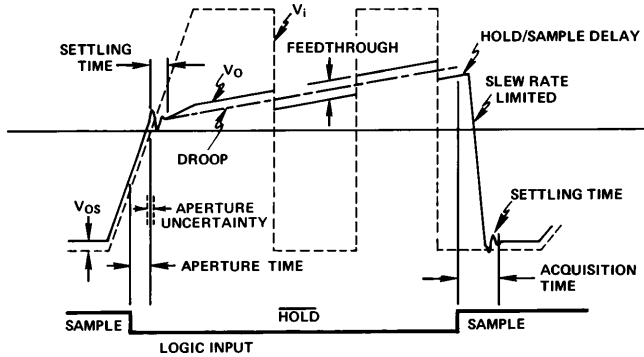 Vi
SETTLING
TIME
VO
FEEDTHROUGH
HOLD/SAMPLE DELAY
SLEW RATE
LIMITED
DROOP
VOS
APERTURE
UNCERTAINTY
APERTURE TIME
SETTLING TIME
ACQUISITION
TIME
SAMPLE
HOLD
SAMPLE
LOGIC INPUT